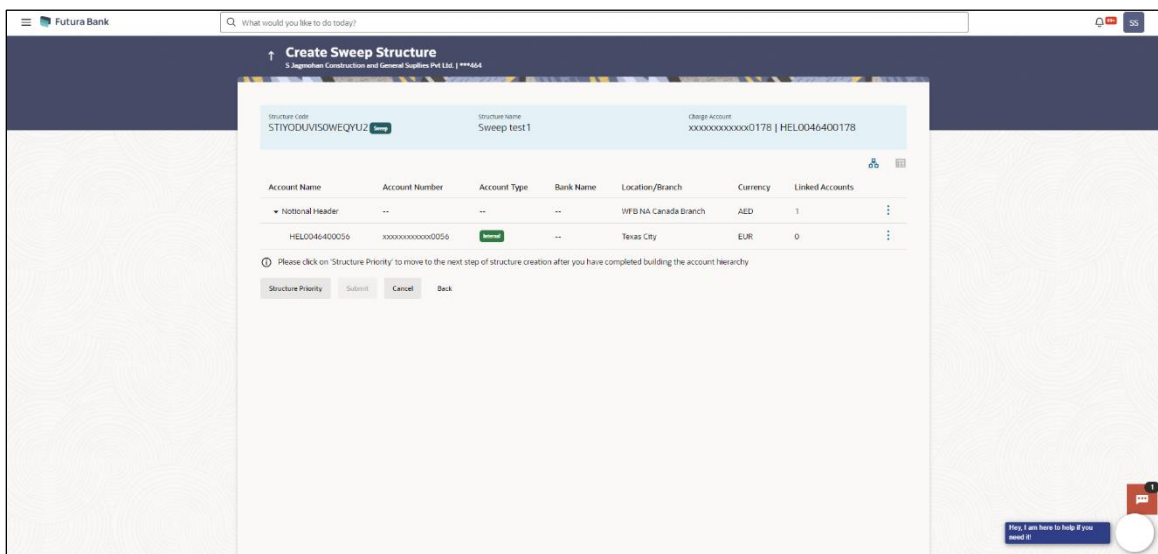 Futura Bank
What would you like to do today?
99+
SS
↑ Create Sweep Structure
S Jagmohan Construction and General Supllies Pvt Ltd. | ***464
Structure Code Structure Name Charge Account
STIYODUVISOWEQYU2 Sweep Sweep test1 xxxxxxxxxxxx0178 | HEL0046400178
Account Name Account Number Account Type Bank Name Location/Branch Currency Linked Accounts
Notional Header -- -- -- WFB NA Canada Branch AED 1
HEL0046400056 xxxxxxxxxxxx0056 Internal -- Texas City EUR 0
Please click on 'Structure Priority' to move to the next step of structure creation after you have completed building the account hierarchy
Structure Priority Submit Cancel Back
1
Hey, I am here to help if you
need it!